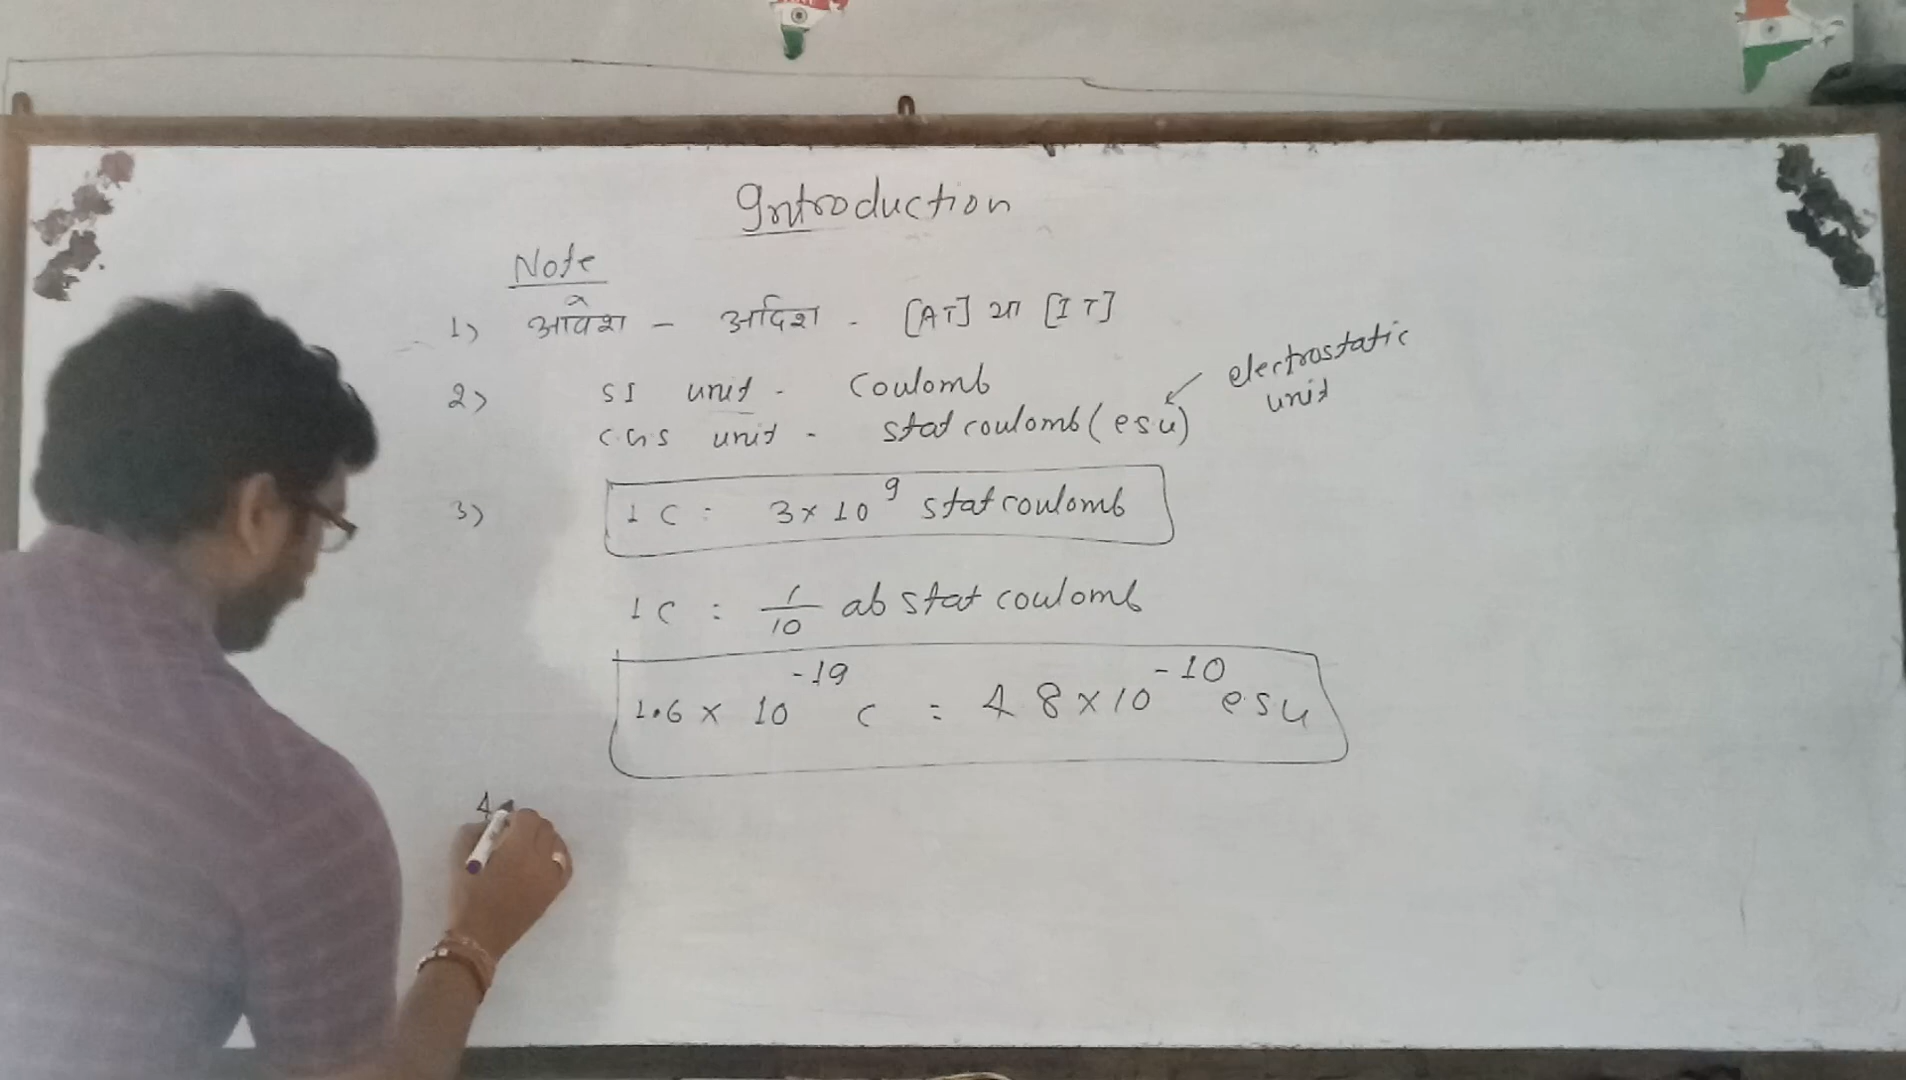 Introduction
Note
1) आवेश - अदिश - [AT] या [IT]
2) SI unit - Coulomb
electrostatic unit
C.G.S unit - stat coulomb (esu)
3) 1 C = 3 x 10⁹ stat coulomb
1 C = 1/10 ab stat coulomb
1.6 x 10⁻¹⁹ C = 4 8 x 10⁻¹⁰ esu
4